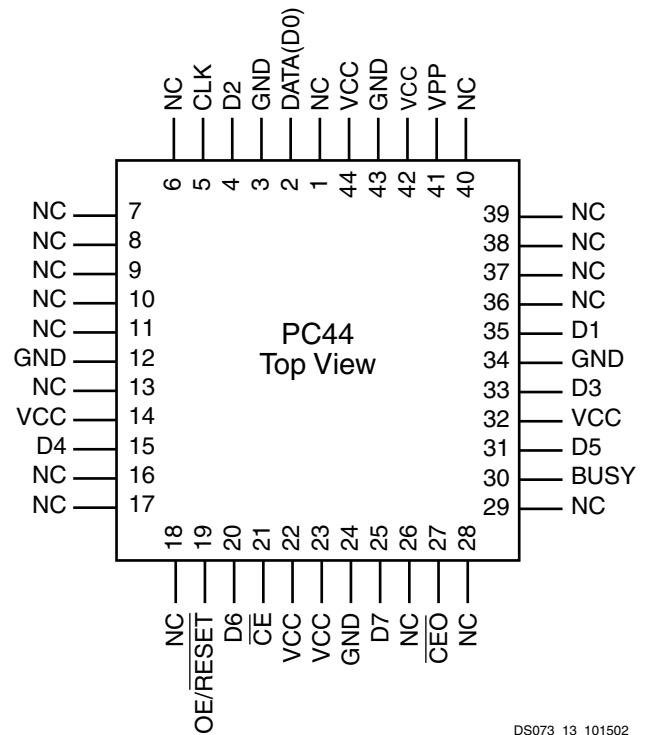 NC CLK D2 GND DATA(D0) NC VCC GND VCC VPP NC
6 5 4 3 2 1 44 43 42 41 40
NC 7 39 NC
NC 8 38 NC
NC 9 37 NC
NC 10 36 NC
NC 11 35 D1
GND 12 34 GND
NC 13 33 D3
VCC 14 32 VCC
D4 15 31 D5
NC 16 30 BUSY
NC 17 29 NC
PC44
Top View
18 19 20 21 22 23 24 25 26 27 28
NC OE/RESET D6 CE VCC VCC GND D7 NC CEO NC
DS073_13_101502